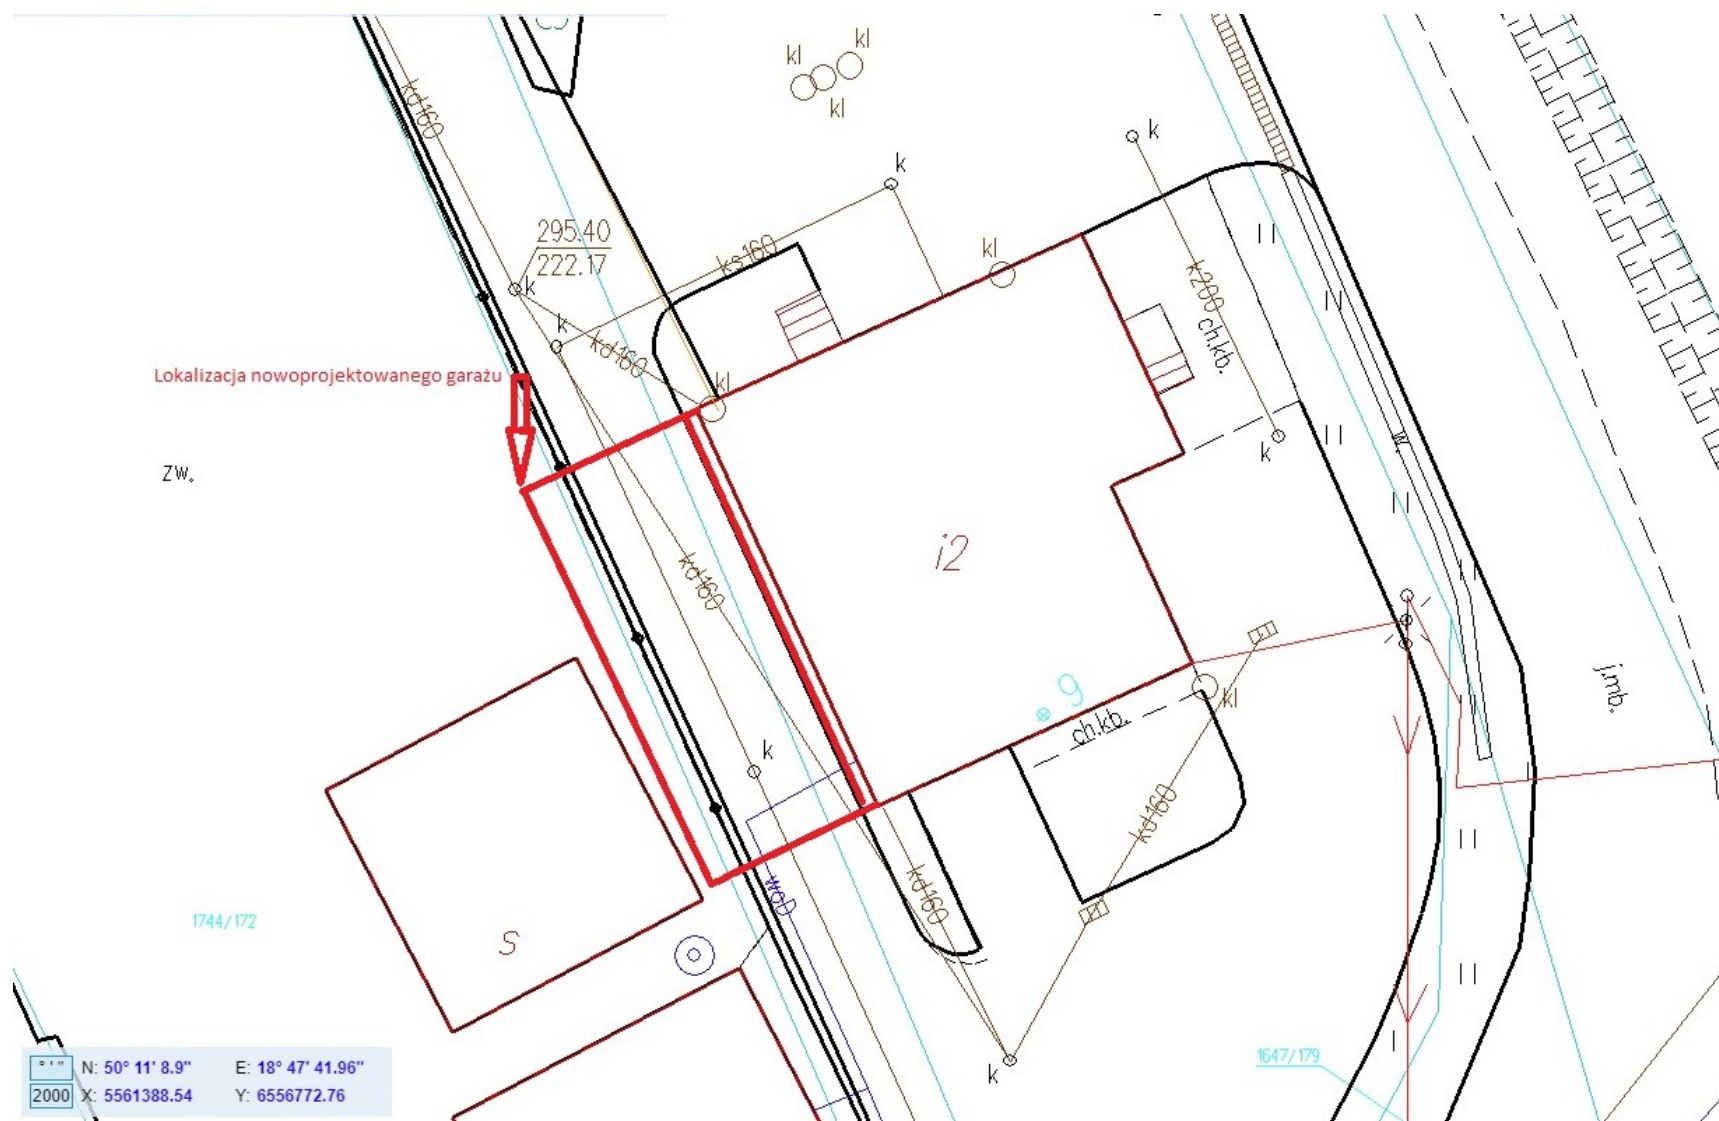 kl
kl
kl
kd160
k
k
295.40
222.17
k
ks160
kl
k
kd160
k200
ch.kb.
Lokalizacja nowoprojektowanego garażu
kl
k
zw.
w
i2
kd160
9
kl
ch.kb.
j.mb.
k
kd160
woD
kd160
1744/172
s
k
1647/179
° ' " N: 50° 11' 8.9" E: 18° 47' 41.96"
2000 X: 5561388.54 Y: 6556772.76